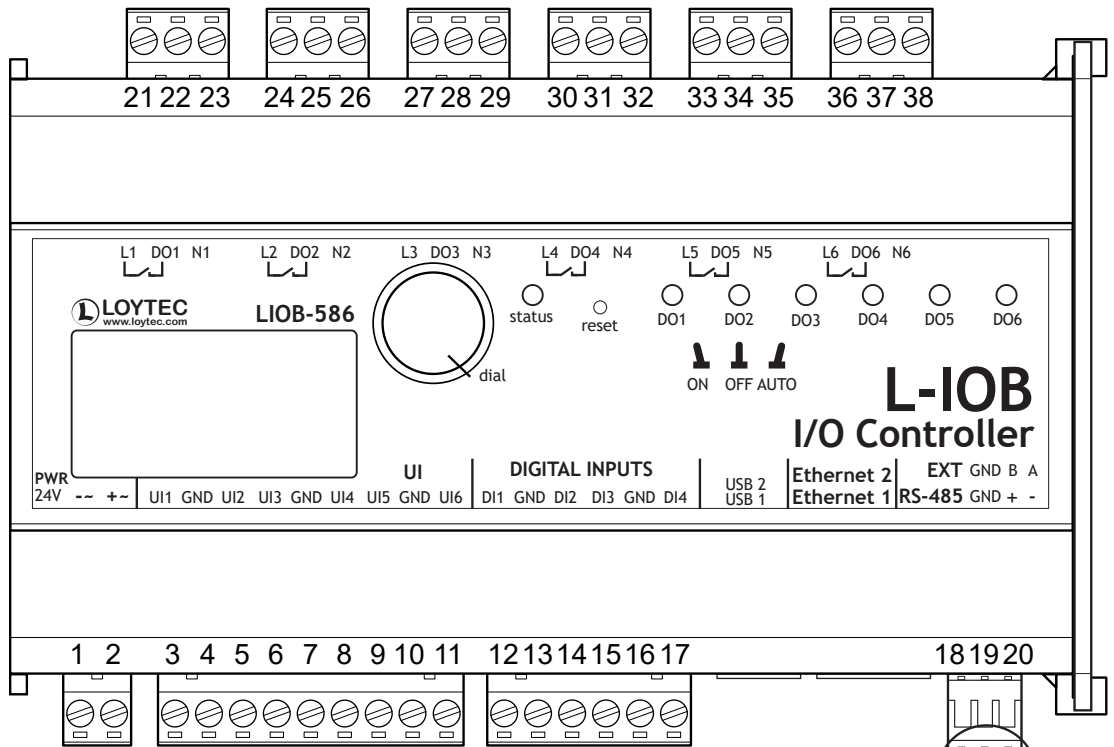 21 22 23 24 25 26 27 28 29 30 31 32 33 34 35 36 37 38
L1 DO1 N1 L2 DO2 N2 L3 DO3 N3 L4 DO4 N4 L5 DO5 N5 L6 DO6 N6
L LOYTEC
www.loytec.com
LIOB-586
dial
status
reset
DO1 DO2 DO3 DO4 DO5 DO6
ON OFF AUTO
L-IOB
I/O Controller
PWR
24V -~ +~
UI
UI1 GND UI2 UI3 GND UI4 UI5 GND UI6
DIGITAL INPUTS
DI1 GND DI2 DI3 GND DI4
USB 2
USB 1
Ethernet 2
Ethernet 1
EXT GND B A
RS-485 GND + -
1 2 3 4 5 6 7 8 9 10 11 12 13 14 15 16 17 18 19 20